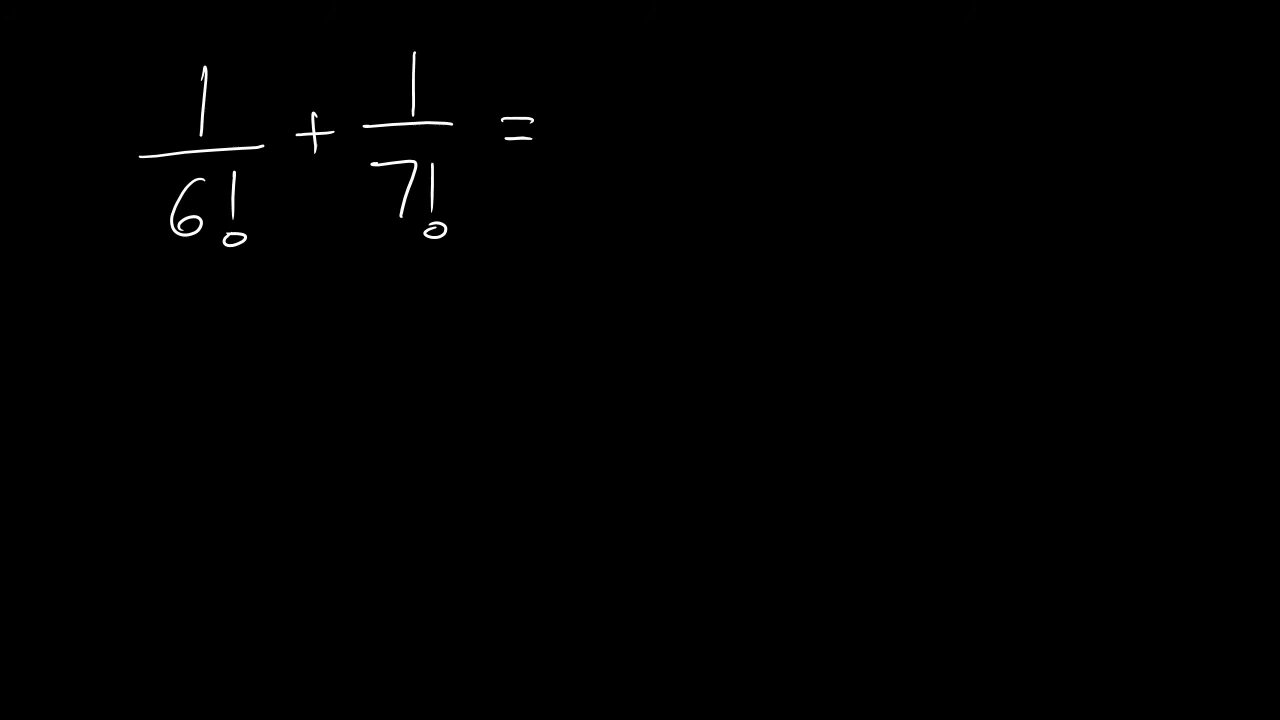 1/6! + 1/7! =